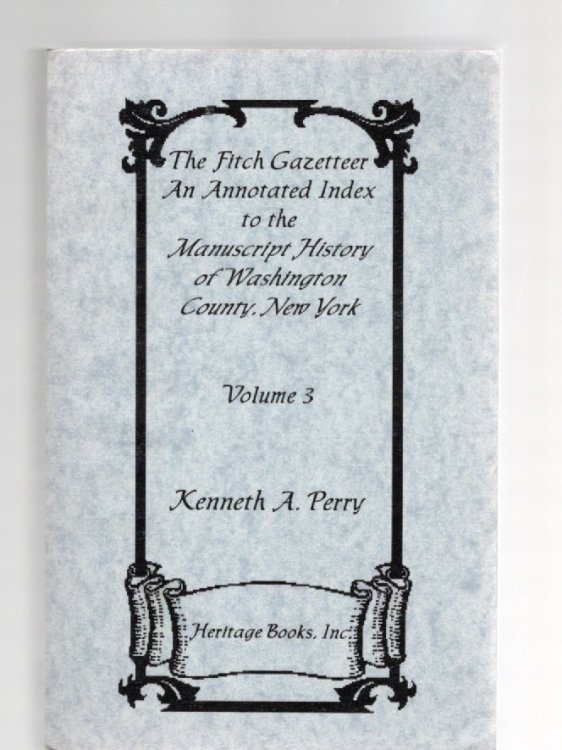 The Fitch Gazetteer
An Annotated Index
to the
Manuscript History
of Washington
County, New York
Volume 3
Kenneth A. Perry
Heritage Books, Inc.